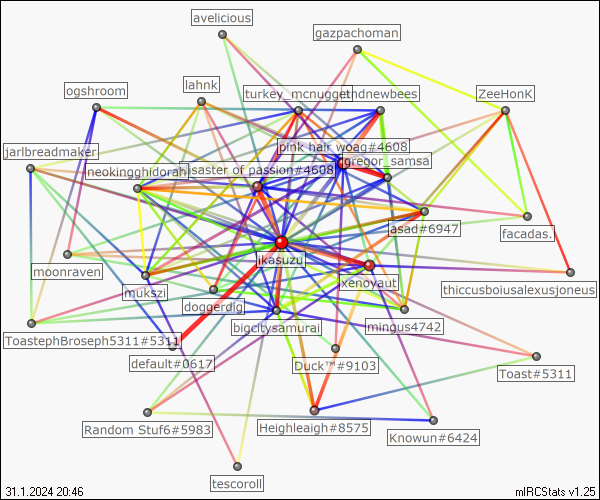 avelicious
gazpachoman
lahnk
turkey_mcnugget
thdnewbees
ogshroom
ZeeHonK
pink hair woag#4608
jarlbreadmaker
neokingghidorah
isaster of passion#4608
gregor_samsa
asad#6947
facadas.
ikasuzu
moonraven
mukszi
xenoyaut
thiccusboiusalexusjoneus
doggerdig
bigcitysamurai
mingus4742
ToastephBroseph5311#5311
default#0617
Duck™#9103
Toast#5311
Random Stuf6#5983
Heighleaigh#8575
Knowun#6424
tescoroll
31.1.2024 20:46
mIRCStats v1.25